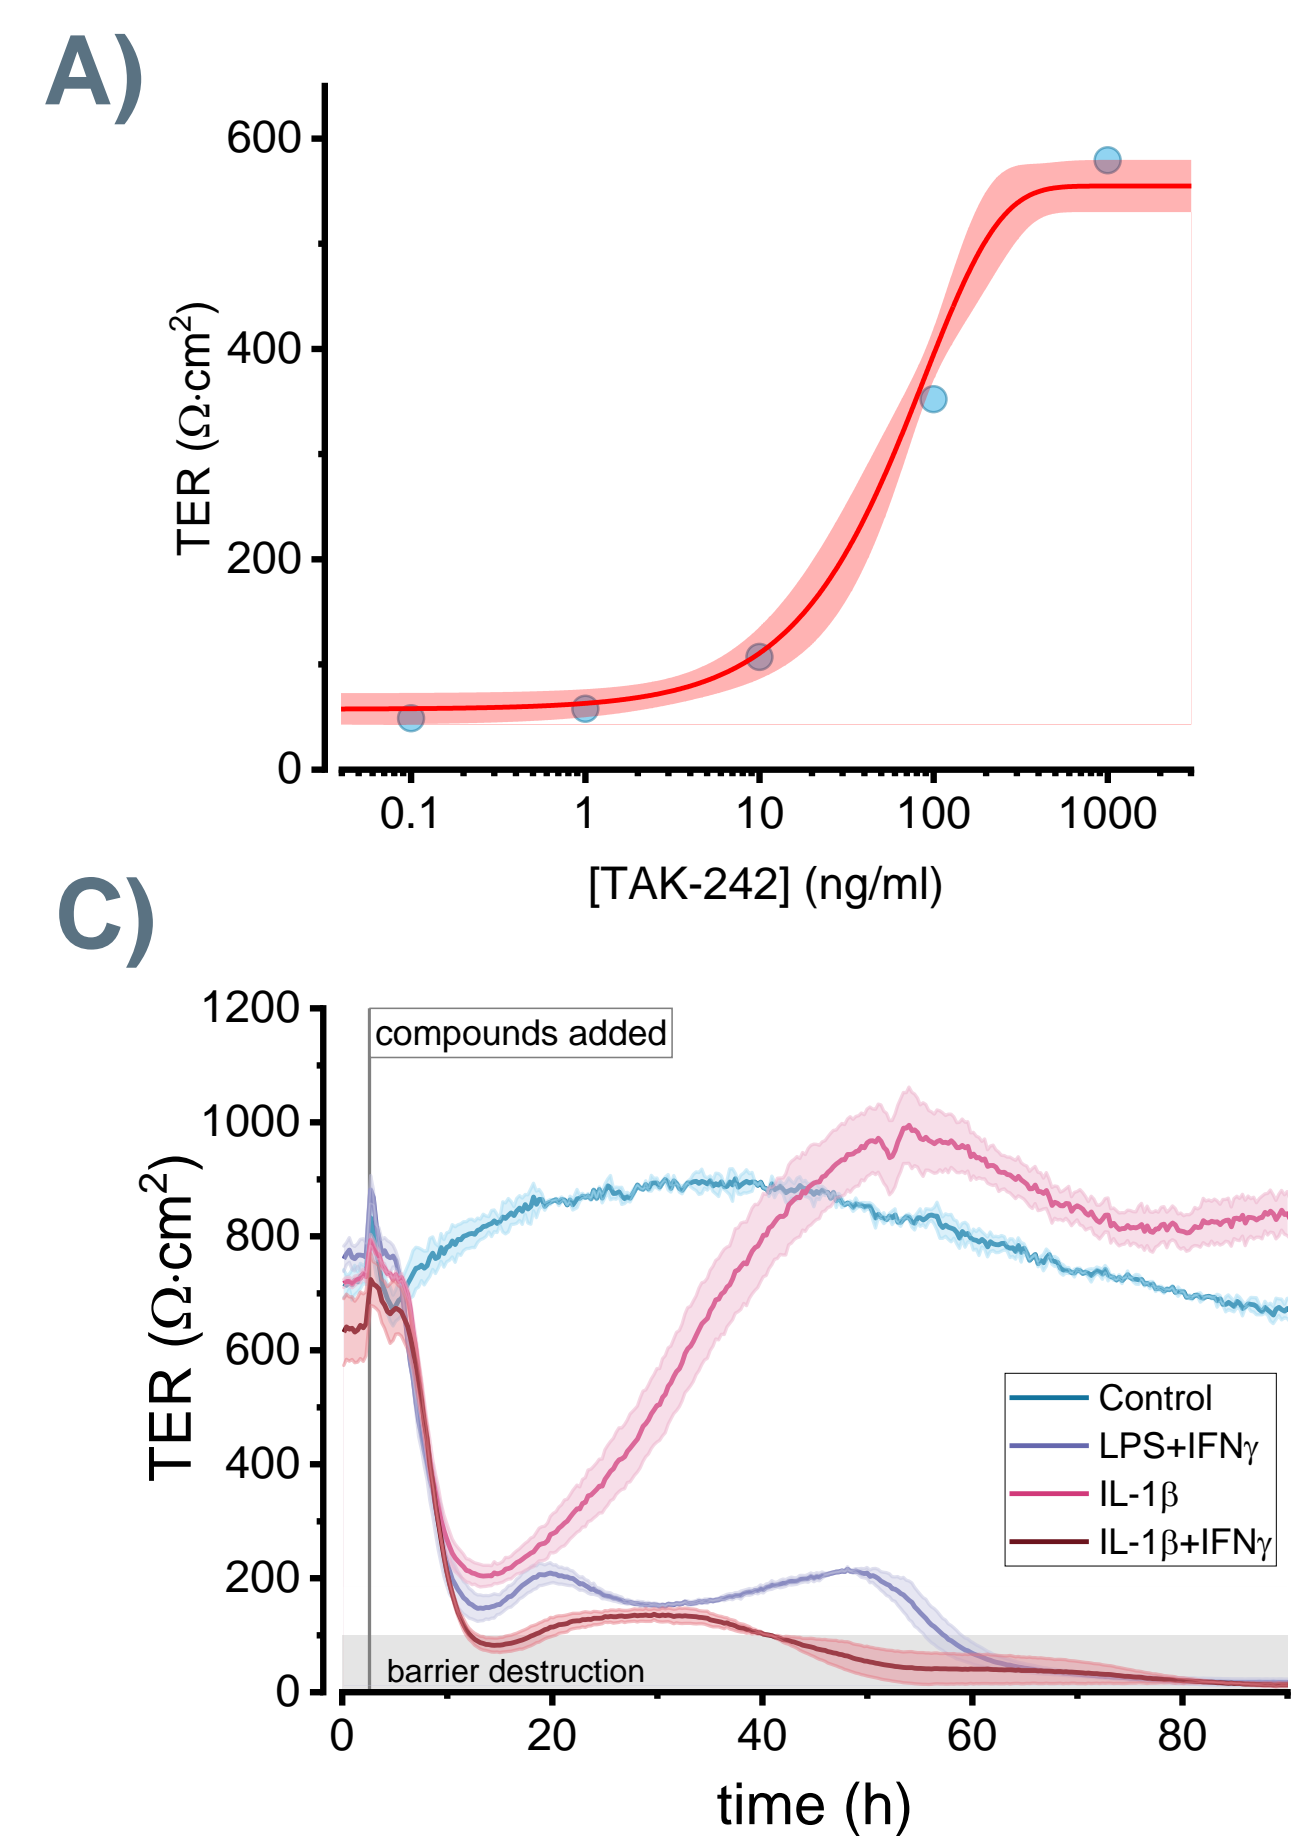 A)
600
400
200
0
TER (Ω·cm²)
0.1 1 10 100 1000
[TAK-242] (ng/ml)
C)
1200
1000
800
600
400
200
0
TER (Ω·cm²)
compounds added
Control
LPS+IFNγ
IL-1β
IL-1β+IFNγ
barrier destruction
0 20 40 60 80
time (h)